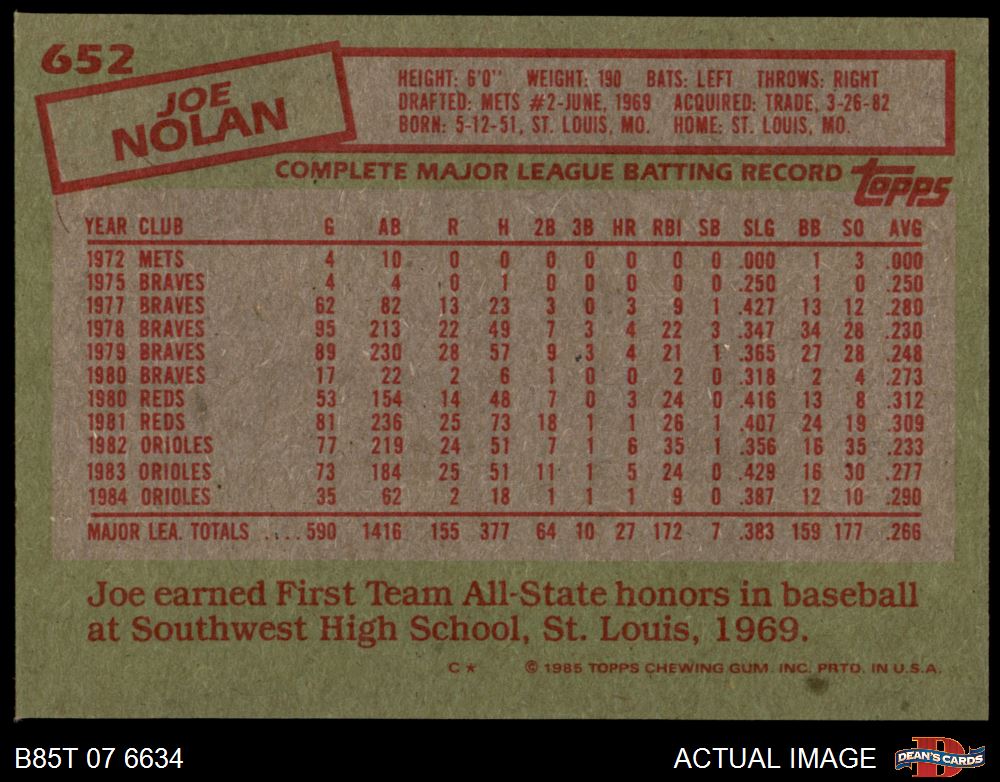 652
JOE
NOLAN
HEIGHT: 6'0" WEIGHT: 190 BATS: LEFT THROWS: RIGHT
DRAFTED: METS #2-JUNE, 1969 ACQUIRED: TRADE, 3-26-82
BORN: 5-12-51, ST. LOUIS, MO. HOME: ST. LOUIS, MO.
COMPLETE MAJOR LEAGUE BATTING RECORD topps
YEAR CLUB G AB R H 2B 3B HR RBI SB SLG BB SO AVG
1972 METS 4 10 0 0 0 0 0 0 0 .000 1 3 .000
1975 BRAVES 4 4 0 1 0 0 0 0 0 .250 1 0 .250
1977 BRAVES 62 82 13 23 3 0 3 9 1 .427 13 12 .280
1978 BRAVES 95 213 22 49 7 3 4 22 3 .347 34 28 .230
1979 BRAVES 89 230 28 57 9 3 4 21 1 .365 27 28 .248
1980 BRAVES 17 22 2 6 1 0 0 2 0 .318 2 4 .273
1980 REDS 53 154 14 48 7 0 3 24 0 .416 13 8 .312
1981 REDS 81 236 25 73 18 1 1 26 1 .407 24 19 .309
1982 ORIOLES 77 219 24 51 7 1 6 35 1 .356 16 35 .233
1983 ORIOLES 73 184 25 51 11 1 5 24 0 .429 16 30 .277
1984 ORIOLES 35 62 2 18 1 1 1 9 0 .387 12 10 .290
MAJOR LEA. TOTALS ....590 1416 155 377 64 10 27 172 7 .383 159 177 .266
Joe earned First Team All-State honors in baseball
at Southwest High School, St. Louis, 1969.
C * © 1985 TOPPS CHEWING GUM. INC. PRTD. IN U.S.A.
B85T 07 6634 ACTUAL IMAGE D DEAN'S CARDS